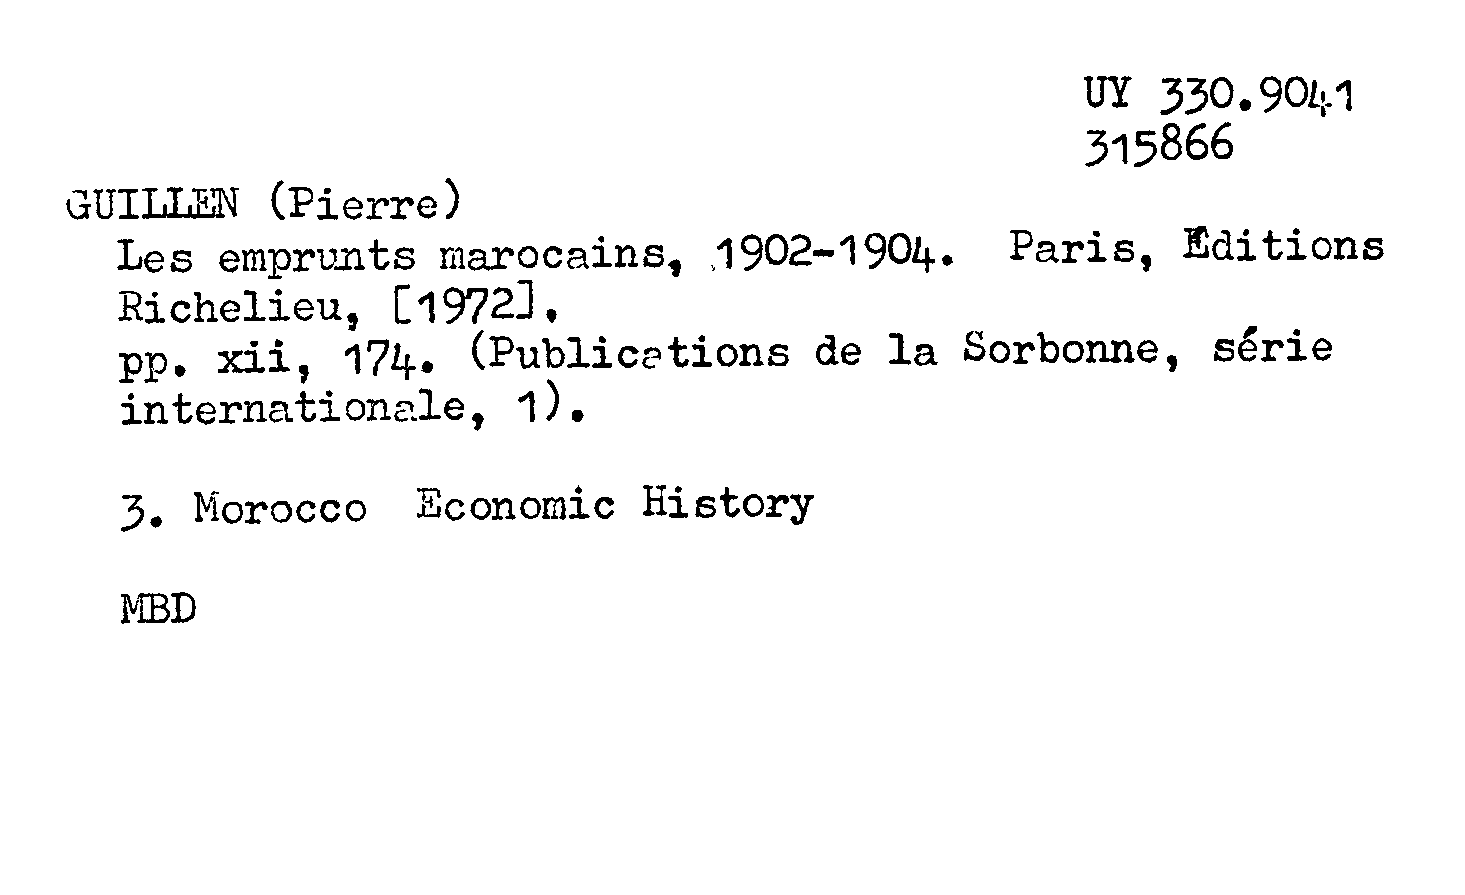 UY 330.9041
315866
GUILLEN (Pierre)
Les emprunts marocains, 1902-1904. Paris, Editions
Richelieu, [1972].
pp. xii, 174. (Publications de la Sorbonne, série
internationale, 1).
3. Morocco Economic History
MBD